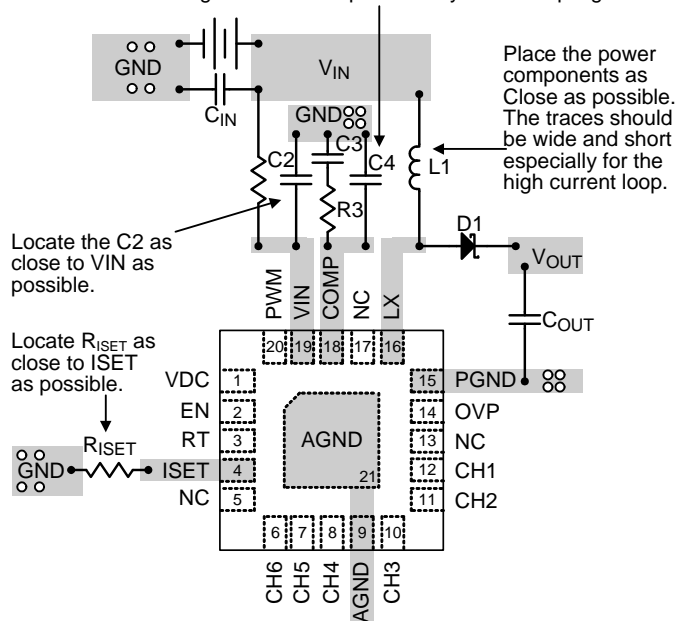 GND
V_IN
C_IN
GND
C2
C3
C4
R3
L1
Place the power
components as
Close as possible.
The traces should
be wide and short
especially for the
high current loop.
Locate the C2 as
close to VIN as
possible.
D1
V_OUT
C_OUT
PWM
VIN
COMP
NC
LX
20
19
18
17
16
Locate R_ISET as
close to ISET
as possible.
R_ISET
GND
VDC
1
EN
2
RT
3
ISET
4
NC
5
AGND
21
15
PGND
14
OVP
13
NC
12
CH1
11
CH2
6
7
8
9
10
CH6
CH5
CH4
AGND
CH3